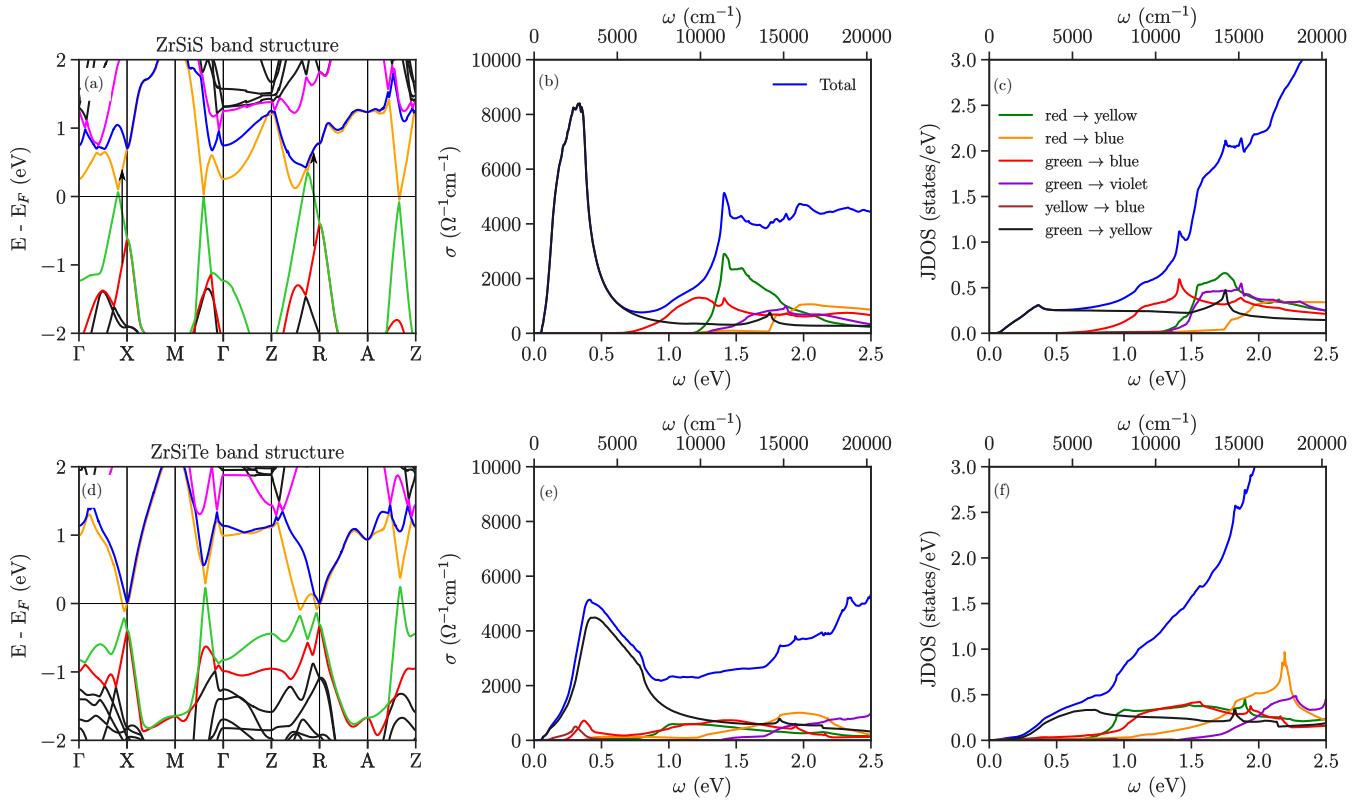 ZrSiS band structure
(a)
E - E_F (eV)
2
1
0
−1
−2
Γ X M Γ Z R A Z
ω (cm⁻¹)
0 5000 10000 15000 20000
(b)
Total
σ (Ω⁻¹cm⁻¹)
10000
8000
6000
4000
2000
0
0.0 0.5 1.0 1.5 2.0 2.5
ω (eV)
ω (cm⁻¹)
0 5000 10000 15000 20000
(c)
red → yellow
red → blue
green → blue
green → violet
yellow → blue
green → yellow
JDOS (states/eV)
3.0
2.5
2.0
1.5
1.0
0.5
0.0
0.0 0.5 1.0 1.5 2.0 2.5
ω (eV)
ZrSiTe band structure
(d)
E - E_F (eV)
2
1
0
−1
−2
Γ X M Γ Z R A Z
ω (cm⁻¹)
0 5000 10000 15000 20000
(e)
σ (Ω⁻¹cm⁻¹)
10000
8000
6000
4000
2000
0
0.0 0.5 1.0 1.5 2.0 2.5
ω (eV)
ω (cm⁻¹)
0 5000 10000 15000 20000
(f)
JDOS (states/eV)
3.0
2.5
2.0
1.5
1.0
0.5
0.0
0.0 0.5 1.0 1.5 2.0 2.5
ω (eV)